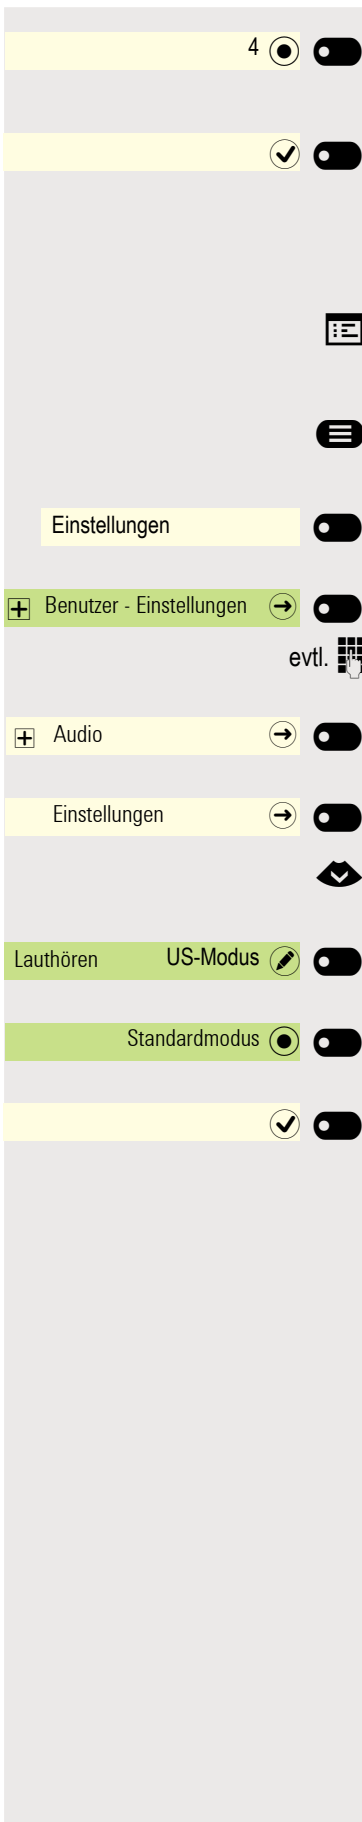 4
Einstellungen
Benutzer - Einstellungen
evtl.
Audio
Einstellungen
Lauthören US-Modus
Standardmodus